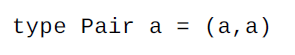 type Pair a = (a,a)